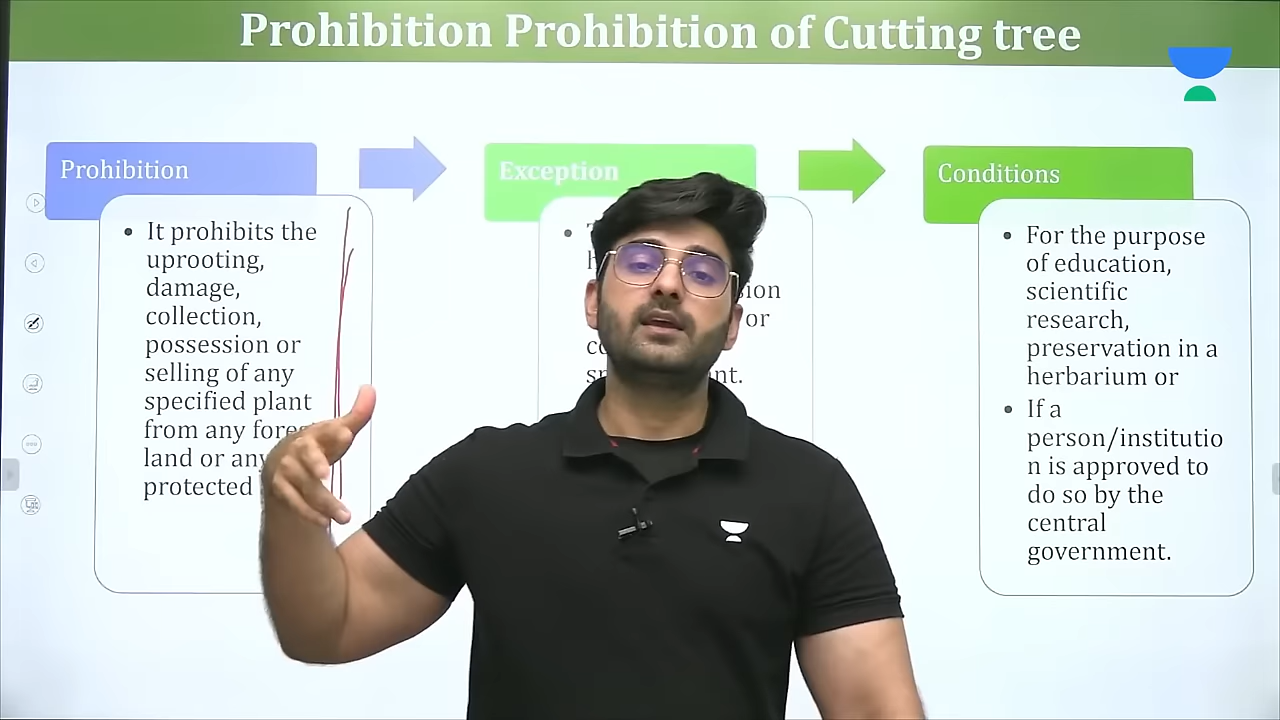 Prohibition Prohibition of Cutting tree
Prohibition
• It prohibits the
uprooting,
damage,
collection,
possession or
selling of any
specified plant
from any
land or any
protected
Exception
•
or
Conditions
• For the purpose
of education,
scientific
research,
preservation in a
herbarium or
• If a
person/institutio
n is approved to
do so by the
central
government.